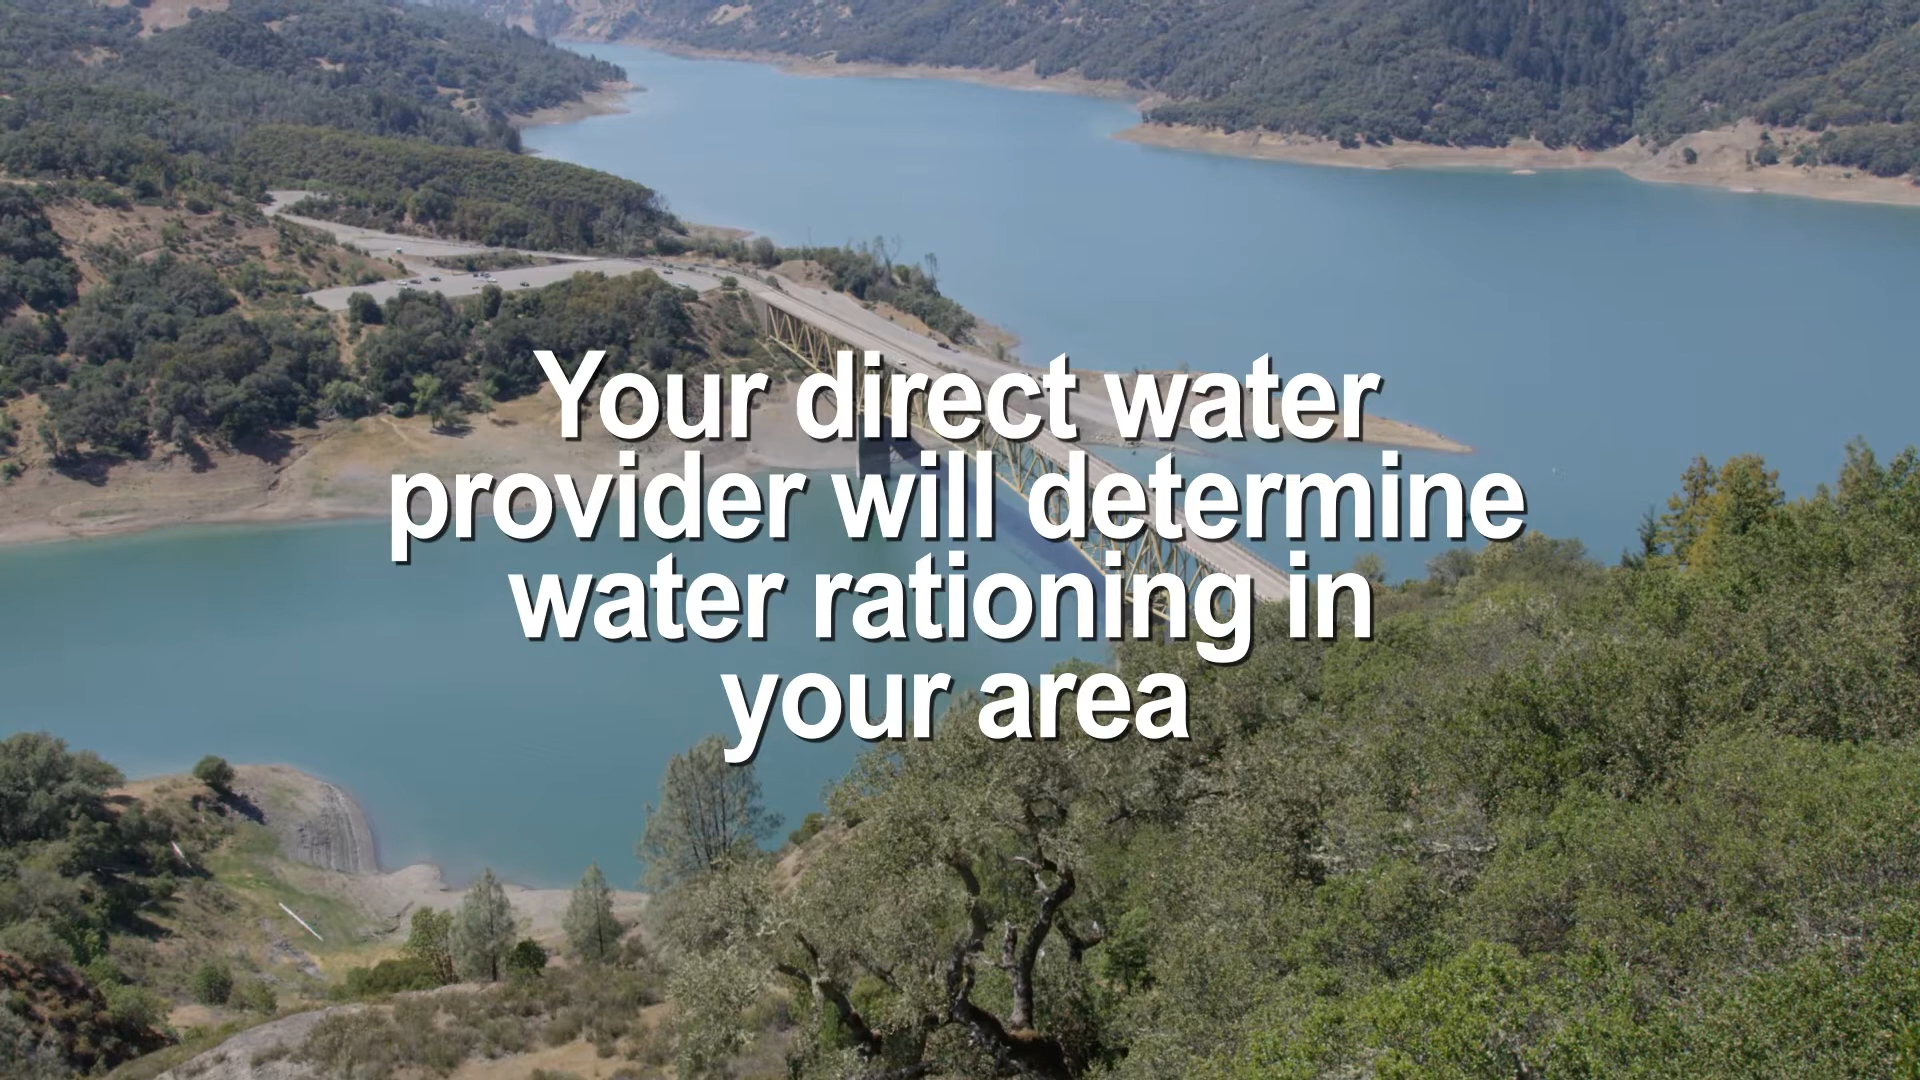 Your direct water
provider will determine
water rationing in
your area